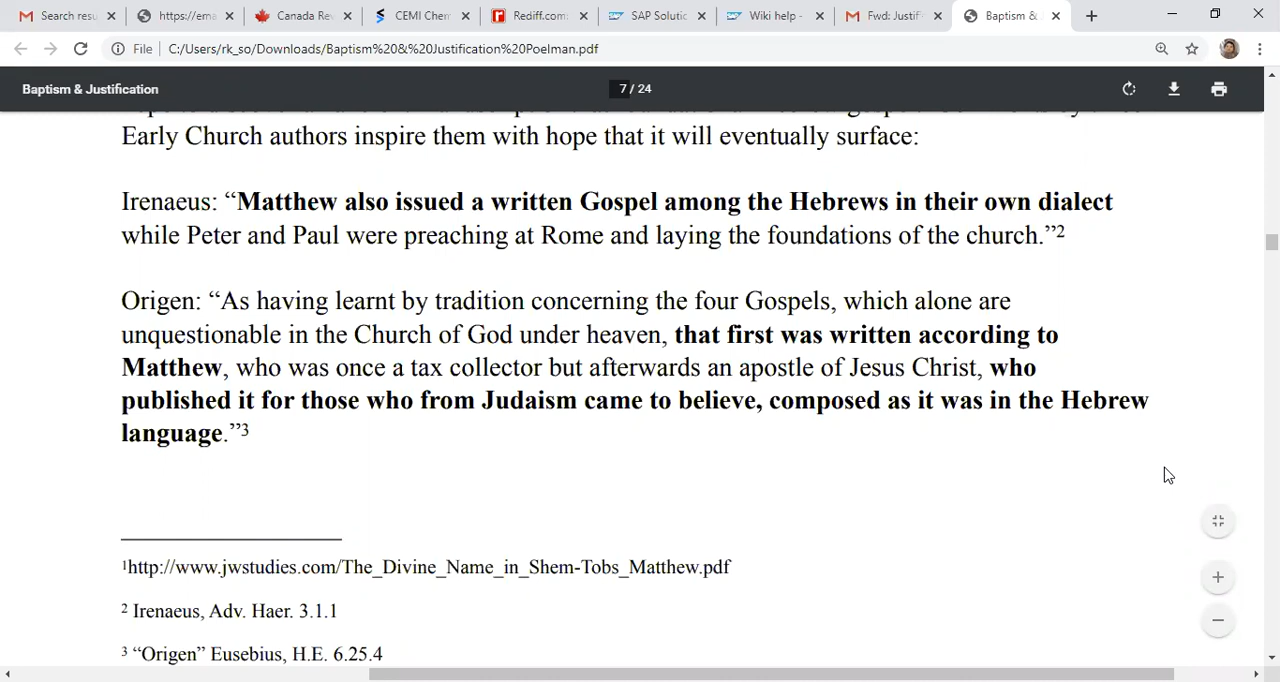 Search resu
https://ema
Canada Rev
CEMI Chem
Rediff.com:
SAP Solutic
Wiki help -
Fwd: Justif
Baptism &
File
C:/Users/rk_so/Downloads/Baptism%20&%20Justification%20Poelman.pdf
Baptism & Justification
7 / 24
Early Church authors inspire them with hope that it will eventually surface:
Irenaeus: “Matthew also issued a written Gospel among the Hebrews in their own dialect
while Peter and Paul were preaching at Rome and laying the foundations of the church.”2
Origen: “As having learnt by tradition concerning the four Gospels, which alone are
unquestionable in the Church of God under heaven, that first was written according to
Matthew, who was once a tax collector but afterwards an apostle of Jesus Christ, who
published it for those who from Judaism came to believe, composed as it was in the Hebrew
language.”3
1http://www.jwstudies.com/The_Divine_Name_in_Shem-Tobs_Matthew.pdf
2 Irenaeus, Adv. Haer. 3.1.1
3 “Origen” Eusebius, H.E. 6.25.4